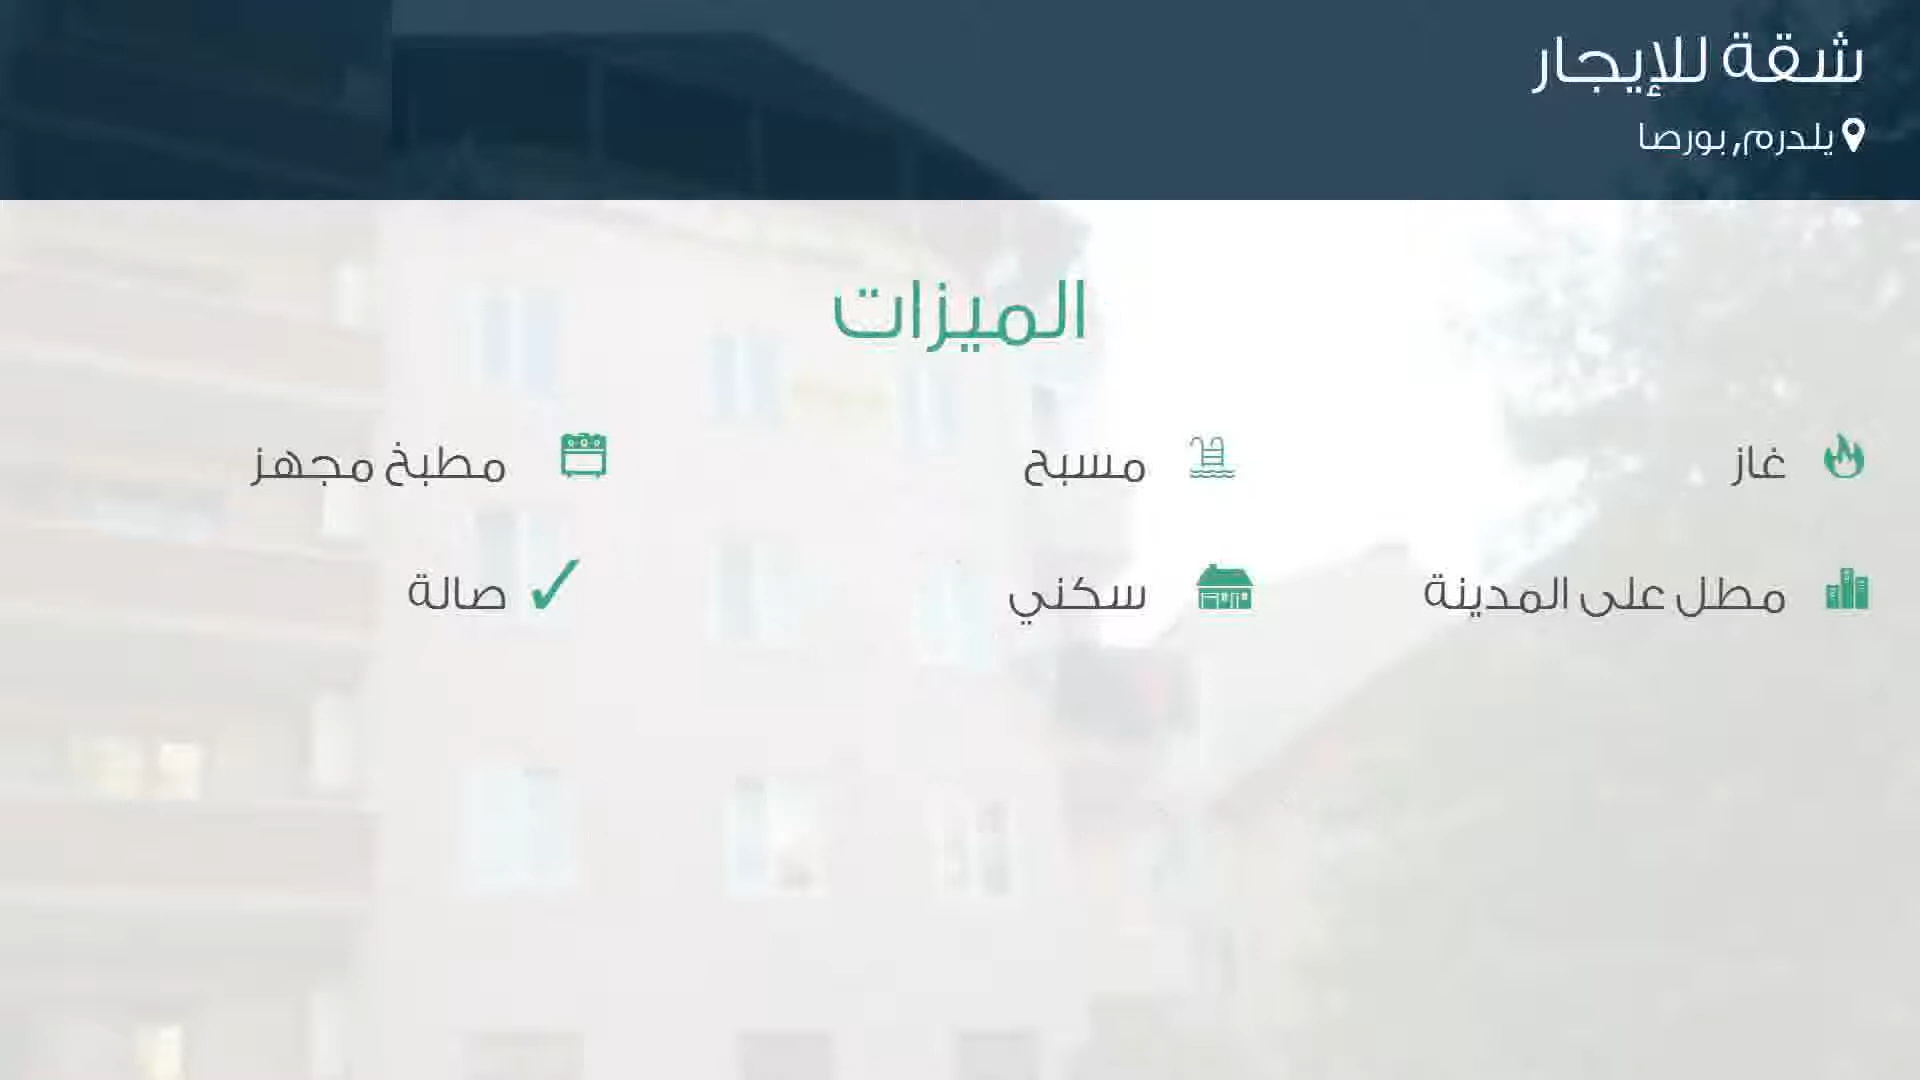 شقة للإيجار
يلدرم, بورصا
الميزات
غاز
مسبح
مطبخ مجهز
مطل على المدينة
سكني
صالة